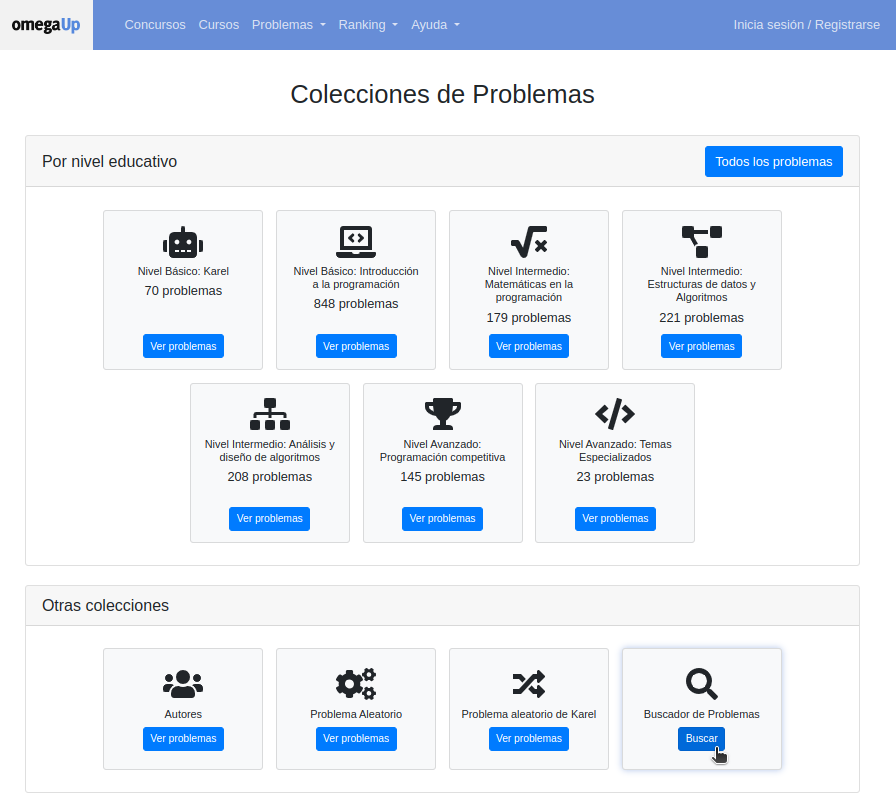 omegaUp Concursos Cursos Problemas Ranking Ayuda Inicia sesión / Registrarse
Colecciones de Problemas
Por nivel educativo
Todos los problemas
Nivel Básico: Karel
70 problemas
Ver problemas
Nivel Básico: Introducción
a la programación
848 problemas
Ver problemas
Nivel Intermedio:
Matemáticas en la
programación
179 problemas
Ver problemas
Nivel Intermedio:
Estructuras de datos y
Algoritmos
221 problemas
Ver problemas
Nivel Intermedio: Análisis y
diseño de algoritmos
208 problemas
Ver problemas
Nivel Avanzado:
Programación competitiva
145 problemas
Ver problemas
Nivel Avanzado: Temas
Especializados
23 problemas
Ver problemas
Otras colecciones
Autores
Ver problemas
Problema Aleatorio
Ver problemas
Problema aleatorio de Karel
Ver problemas
Buscador de Problemas
Buscar